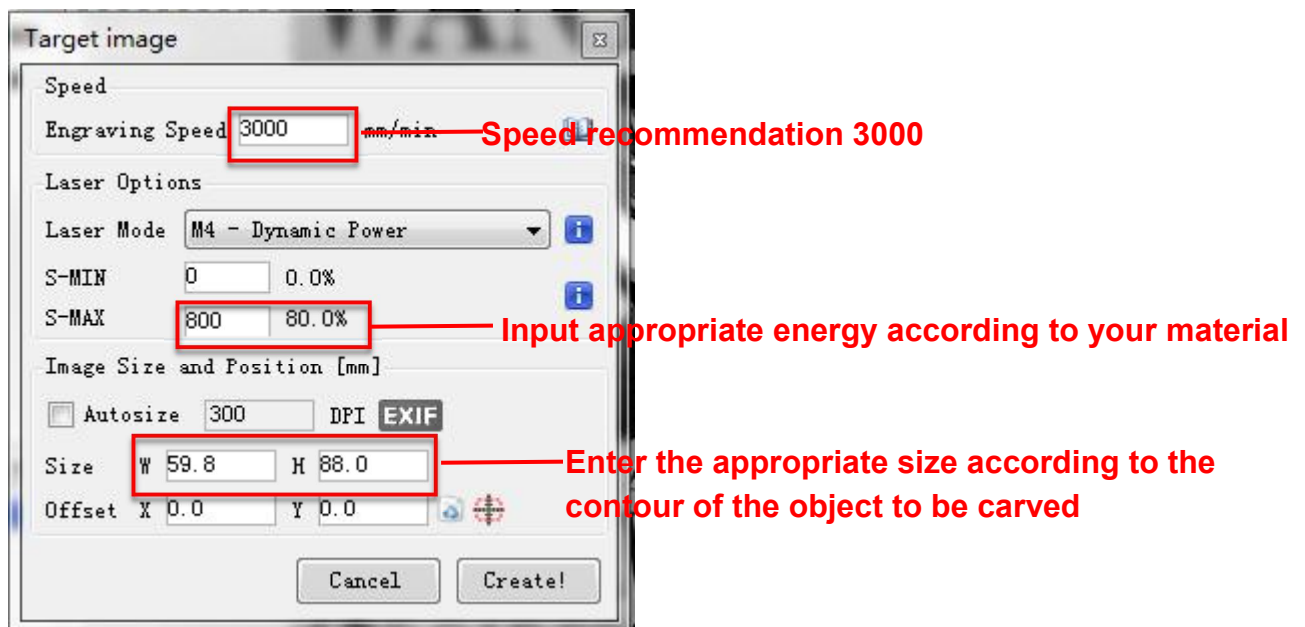 Target image
Speed
Engraving Speed 3000 mm/min Speed recommendation 3000
Laser Options
Laser Mode M4 - Dynamic Power
S-MIN 0 0.0%
S-MAX 800 80.0%
Input appropriate energy according to your material
Image Size and Position [mm]
Autosize 300 DPI EXIF
Size W 59.8 H 88.0
Enter the appropriate size according to the
Offset X 0.0 Y 0.0
contour of the object to be carved
Cancel Create!